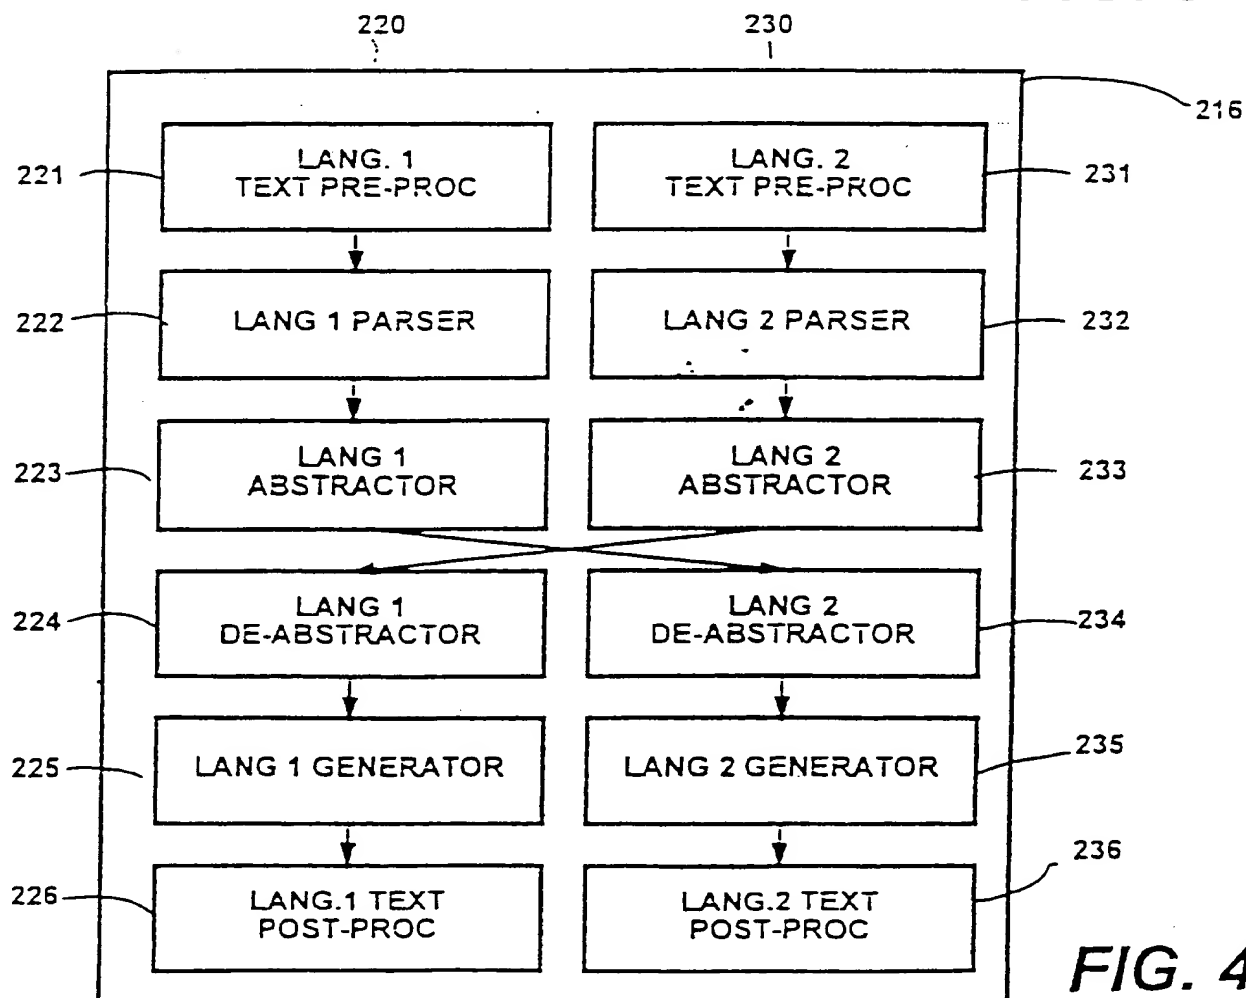 220
230
216
221
LANG. 1
TEXT PRE-PROC
LANG. 2
TEXT PRE-PROC
231
222
LANG 1 PARSER
LANG 2 PARSER
232
223
LANG 1
ABSTRACTOR
LANG 2
ABSTRACTOR
233
224
LANG 1
DE-ABSTRACTOR
LANG 2
DE-ABSTRACTOR
234
225
LANG 1 GENERATOR
LANG 2 GENERATOR
235
226
LANG.1 TEXT
POST-PROC
LANG.2 TEXT
POST-PROC
236
FIG. 4